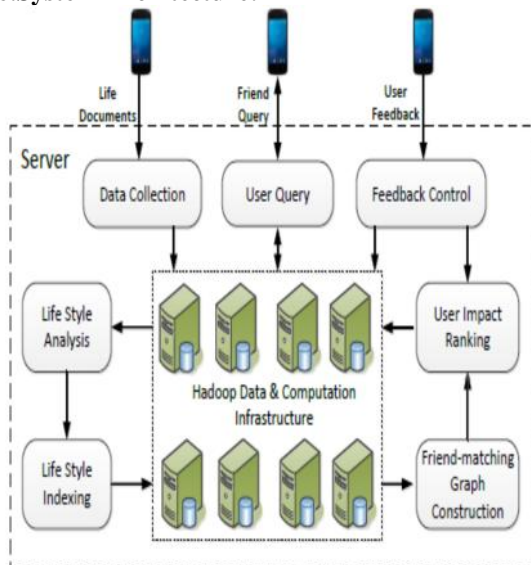 Life
Documents
Friend
Query
User
Feedback
Server
Data Collection
User Query
Feedback Control
Life Style
Analysis
User Impact
Ranking
Hadoop Data & Computation
Infrastructure
Life Style
Indexing
Friend-matching
Graph
Construction